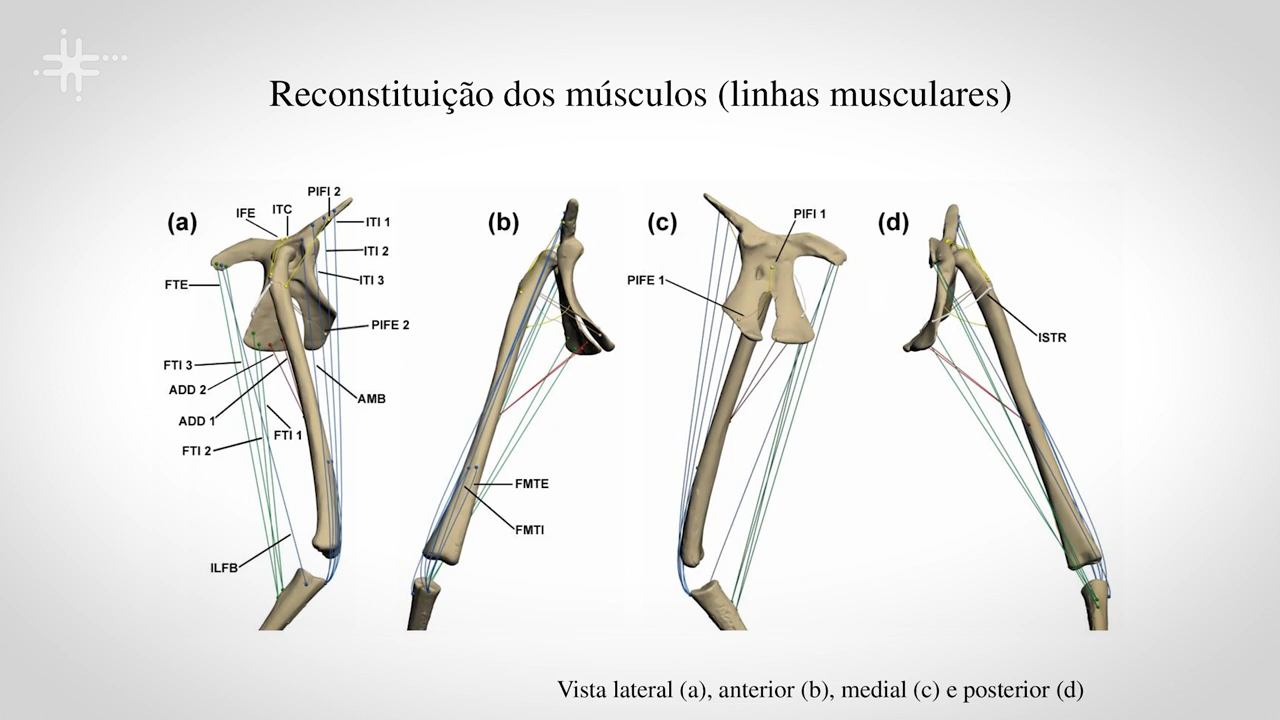 Reconstituição dos músculos (linhas musculares)
(a)
IFE
ITC
PIFI 2
ITI 1
ITI 2
ITI 3
FTE
PIFE 2
FTI 3
ADD 2
ADD 1
AMB
FTI 1
FTI 2
ILFB
(b)
FMTE
FMTI
(c)
PIFI 1
PIFE 1
(d)
ISTR
Vista lateral (a), anterior (b), medial (c) e posterior (d)